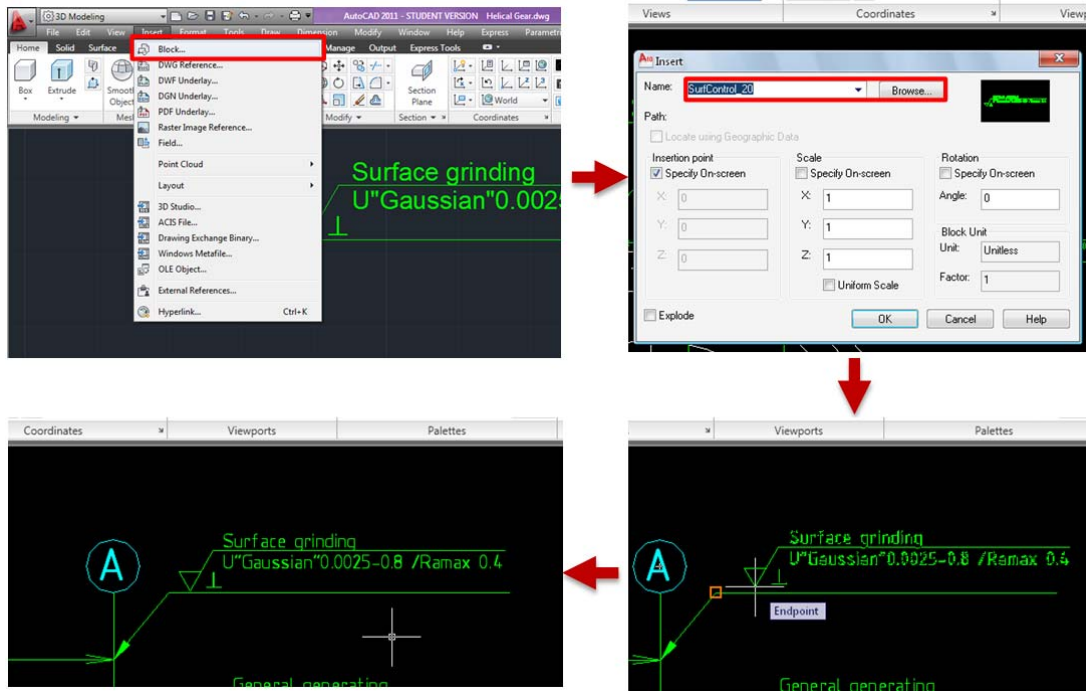 3D Modeling AutoCAD 2011 - STUDENT VERSION Helical Gear.dwg
File Edit View Insert Format Tools Draw Dimension Modify Window Help Express Parametri
Home Solid Surface Manage Output Express Tools
Box Extrude Smooth Object Section Plane World
Modeling Mesh Modify Section Coordinates
Block...
DWG Reference...
DWF Underlay...
DGN Underlay...
PDF Underlay...
Raster Image Reference...
Field...
Point Cloud
Layout
3D Studio...
ACIS File...
Drawing Exchange Binary...
Windows Metafile...
OLE Object...
External References...
Hyperlink... Ctrl+K
Surface grinding
U"Gaussian"0.002
Views Coordinates View
Insert
Name: SurfControl_20 Browse...
Path:
Locate using Geographic Data
Insertion point Scale Rotation
Specify On-screen Specify On-screen Specify On-screen
X: 0 X: 1 Angle: 0
Y: 0 Y: 1 Block Unit
Unit: Unitless
Z: 0 Z: 1
Factor: 1
Uniform Scale
Explode OK Cancel Help
Coordinates Viewports Palettes
A
Surface grinding
U"Gaussian"0.0025-0.8 /Ramax 0.4
General generating
Viewports Palettes
A
Surface grinding
U"Gaussian"0.0025-0.8 /Ramax 0.4
Endpoint
General generating